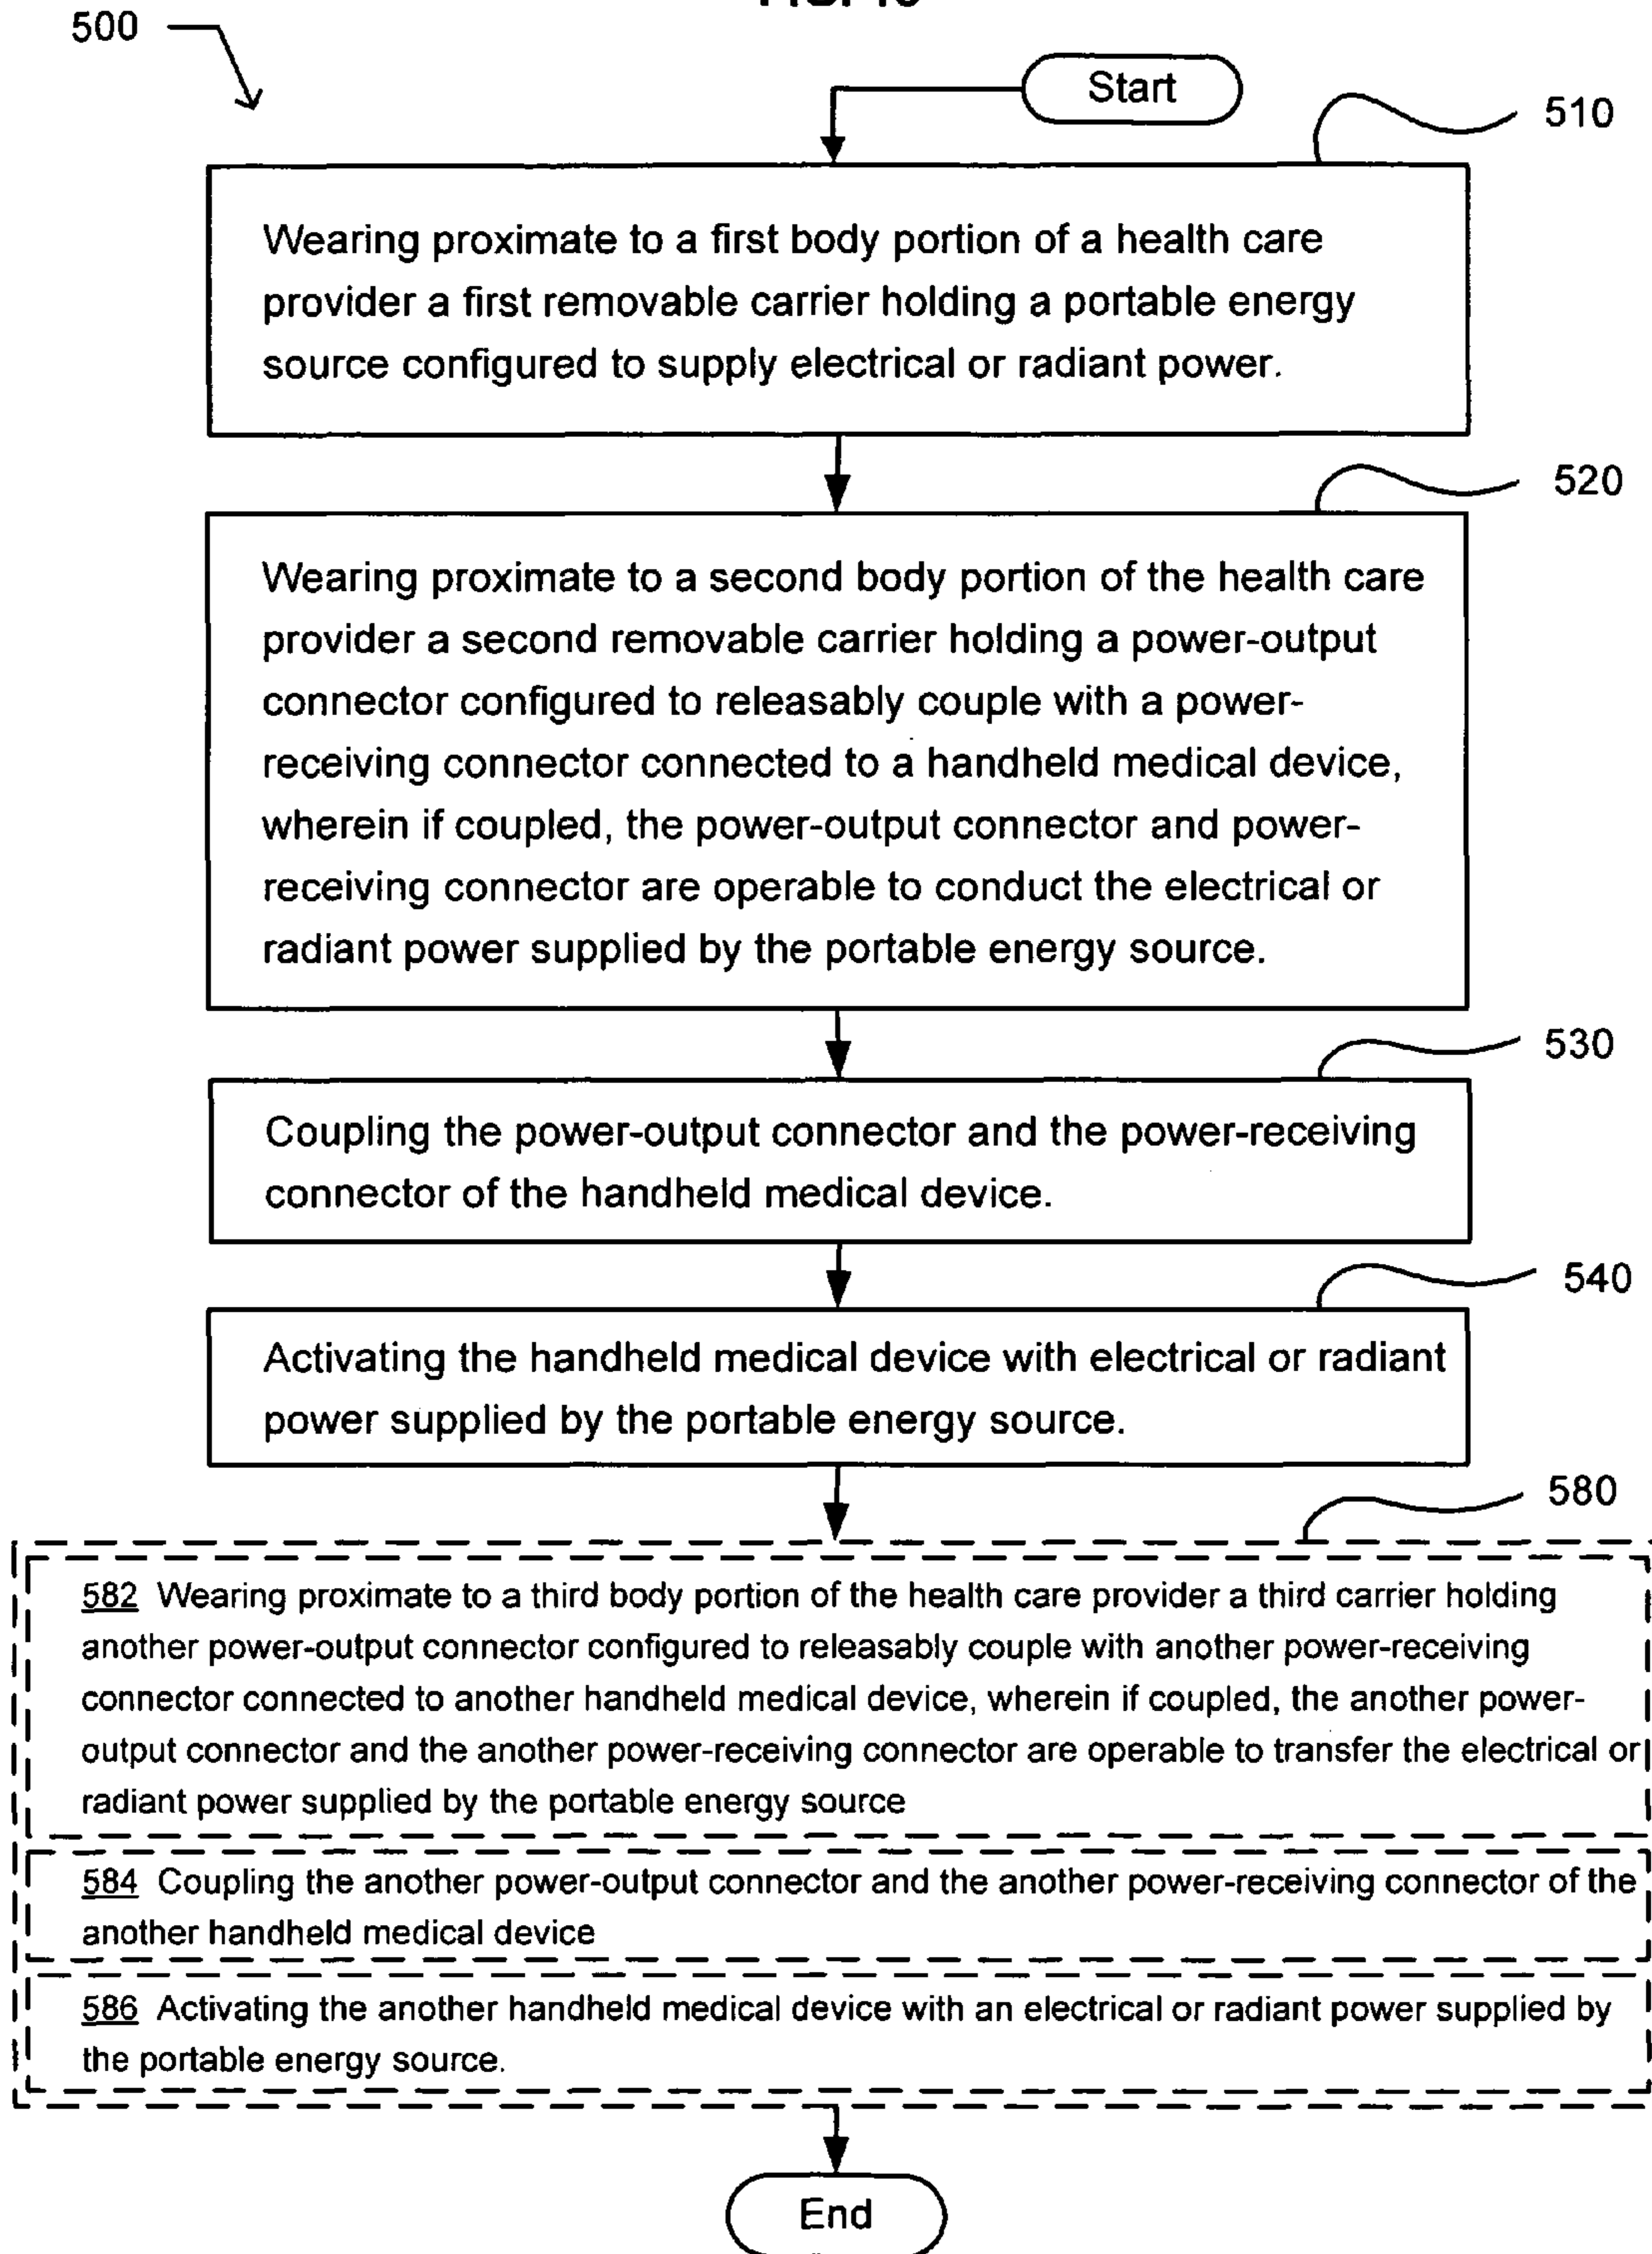 500
Start
510
Wearing proximate to a first body portion of a health care
provider a first removable carrier holding a portable energy
source configured to supply electrical or radiant power.
520
Wearing proximate to a second body portion of the health care
provider a second removable carrier holding a power-output
connector configured to releasably couple with a power-
receiving connector connected to a handheld medical device,
wherein if coupled, the power-output connector and power-
receiving connector are operable to conduct the electrical or
radiant power supplied by the portable energy source.
530
Coupling the power-output connector and the power-receiving
connector of the handheld medical device.
540
Activating the handheld medical device with electrical or radiant
power supplied by the portable energy source.
580
582 Wearing proximate to a third body portion of the health care provider a third carrier holding
another power-output connector configured to releasably couple with another power-receiving
connector connected to another handheld medical device, wherein if coupled, the another power-
output connector and the another power-receiving connector are operable to transfer the electrical or
radiant power supplied by the portable energy source
584 Coupling the another power-output connector and the another power-receiving connector of the
another handheld medical device
586 Activating the another handheld medical device with an electrical or radiant power supplied by
the portable energy source.
End